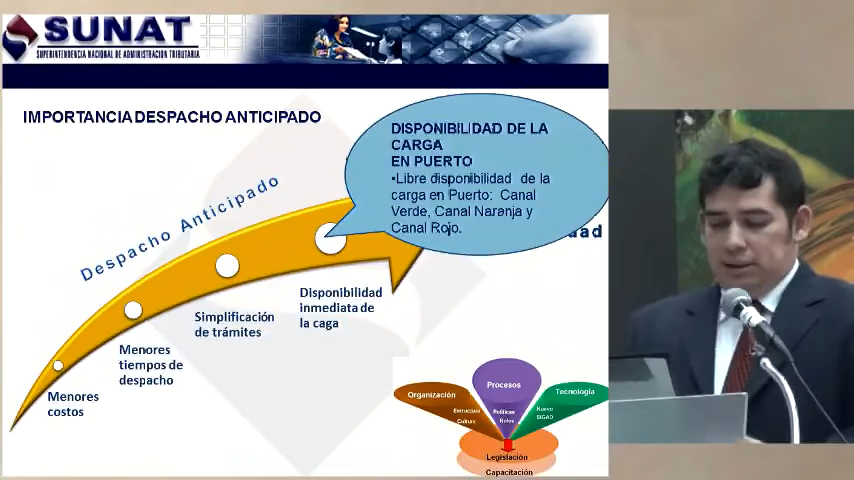 SUNAT
SUPERINTENDENCIA NACIONAL DE ADMINISTRACIÓN TRIBUTARIA
IMPORTANCIA DESPACHO ANTICIPADO
DISPONIBILIDAD DE LA
CARGA
EN PUERTO
•Libre disponibilidad de la
carga en Puerto: Canal
Verde, Canal Naranja y
Canal Rojo.
dad
Despacho Anticipado
Disponibilidad
inmediata de
la caga
Simplificación
de trámites
Menores
tiempos de
despacho
Menores
costos
Procesos
Organización
Tecnología
Estructura
Cultura
Políticas
Roles
Nuevo
SIGAD
Legislación
Capacitación